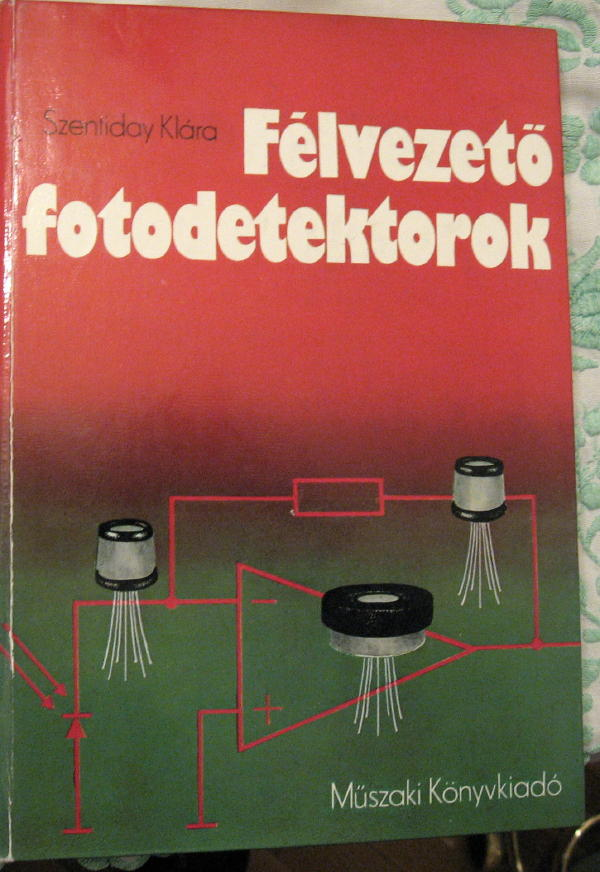 Szentiday Klára
Félvezető
fotodetektorok
−
+
Műszaki Könyvkiadó